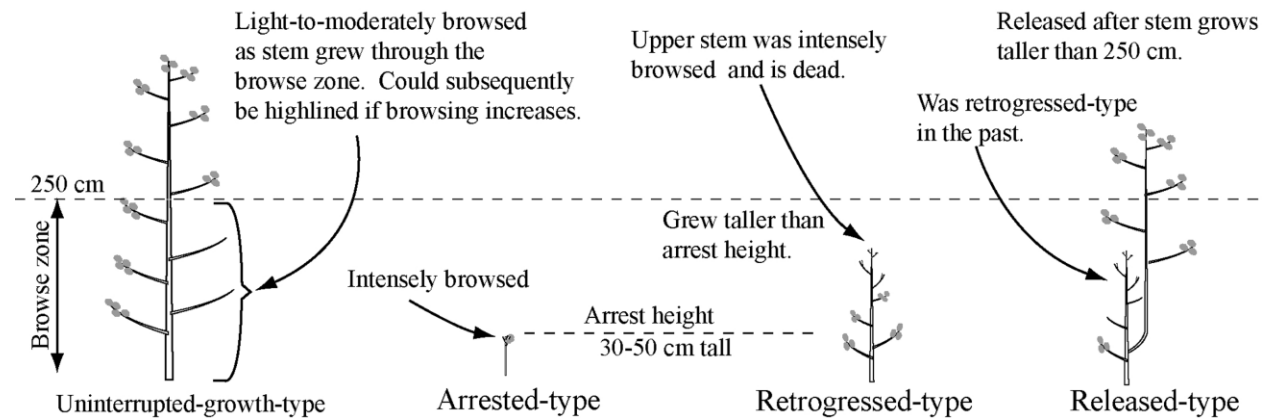 Light-to-moderately browsed
as stem grew through the
browse zone. Could subsequently
be highlined if browsing increases.
Upper stem was intensely
browsed and is dead.
Released after stem grows
taller than 250 cm.
Was retrogressed-type
in the past.
250 cm
Browse zone
Grew taller than
arrest height.
Intensely browsed
Arrest height
30-50 cm tall
Uninterrupted-growth-type
Arrested-type
Retrogressed-type
Released-type